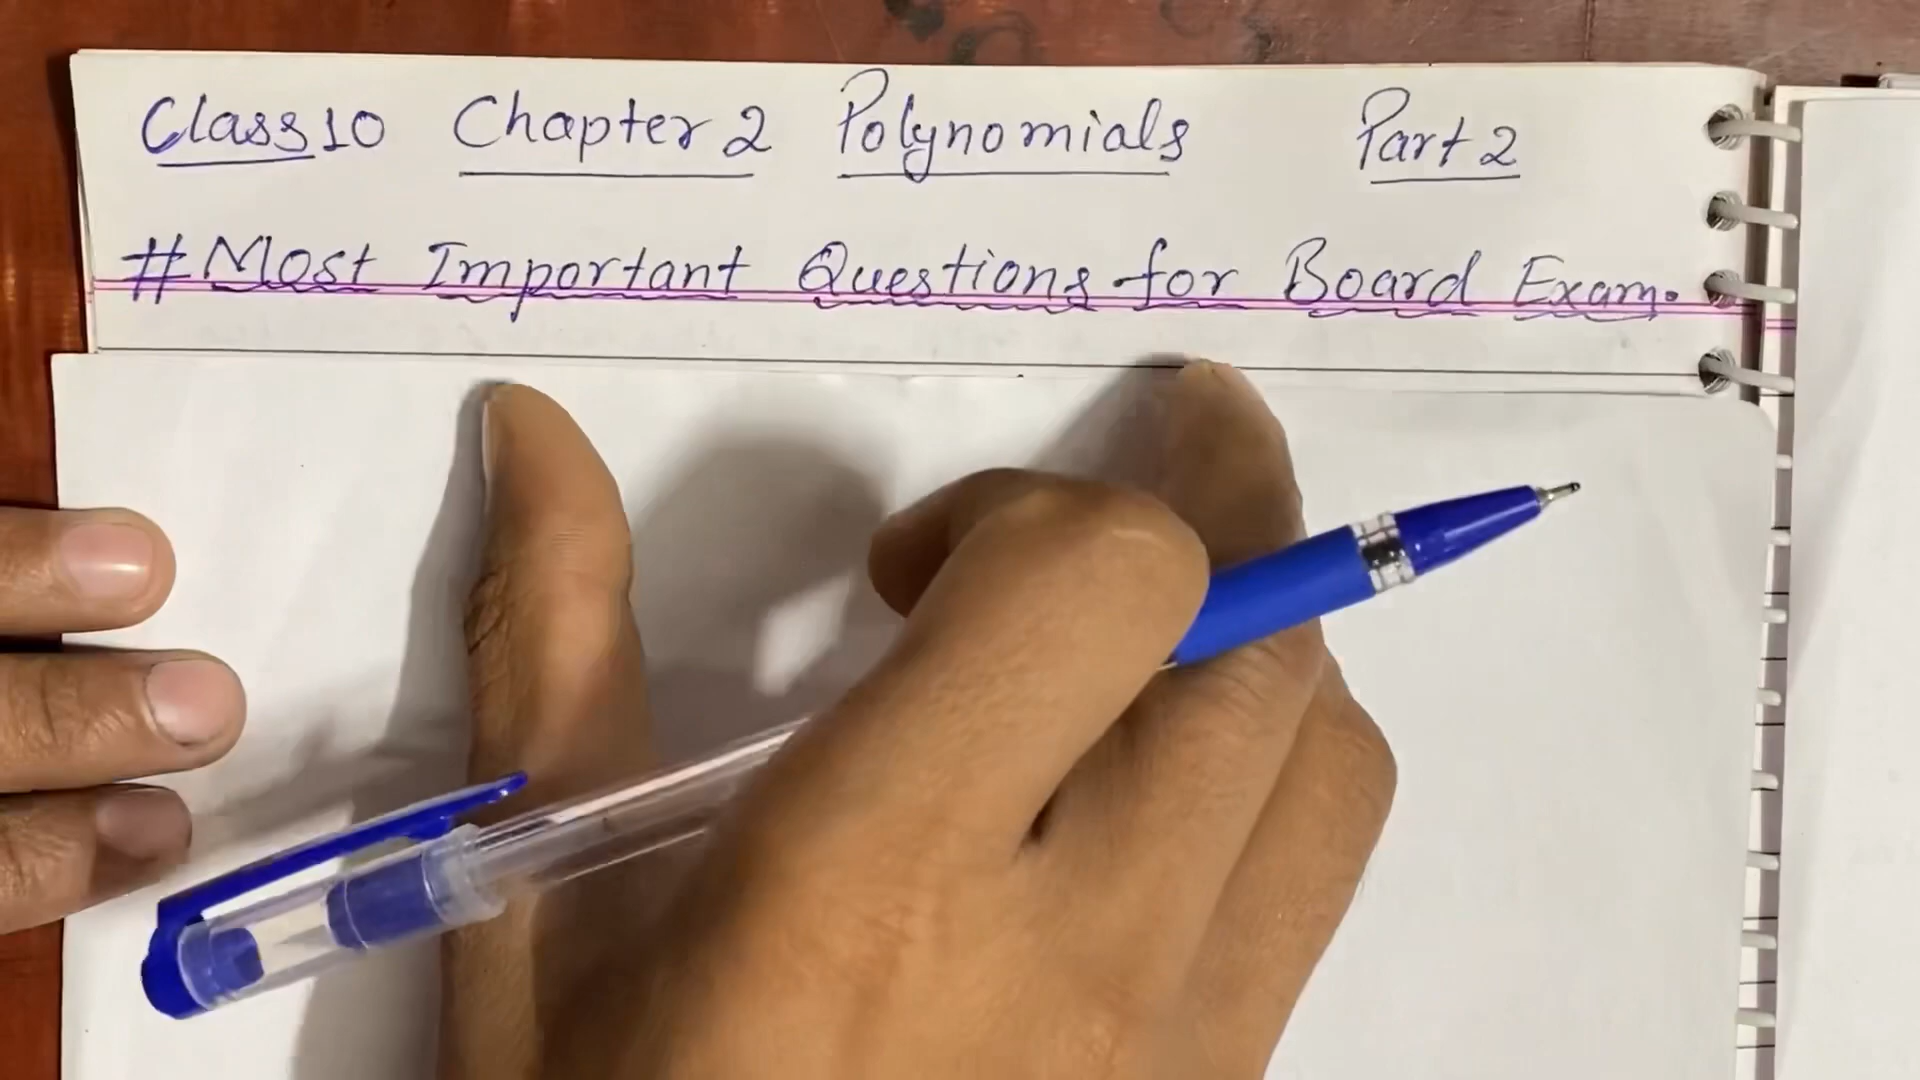 Class 10 Chapter 2 Polynomials Part 2
# Most Important Questions for Board Exam.